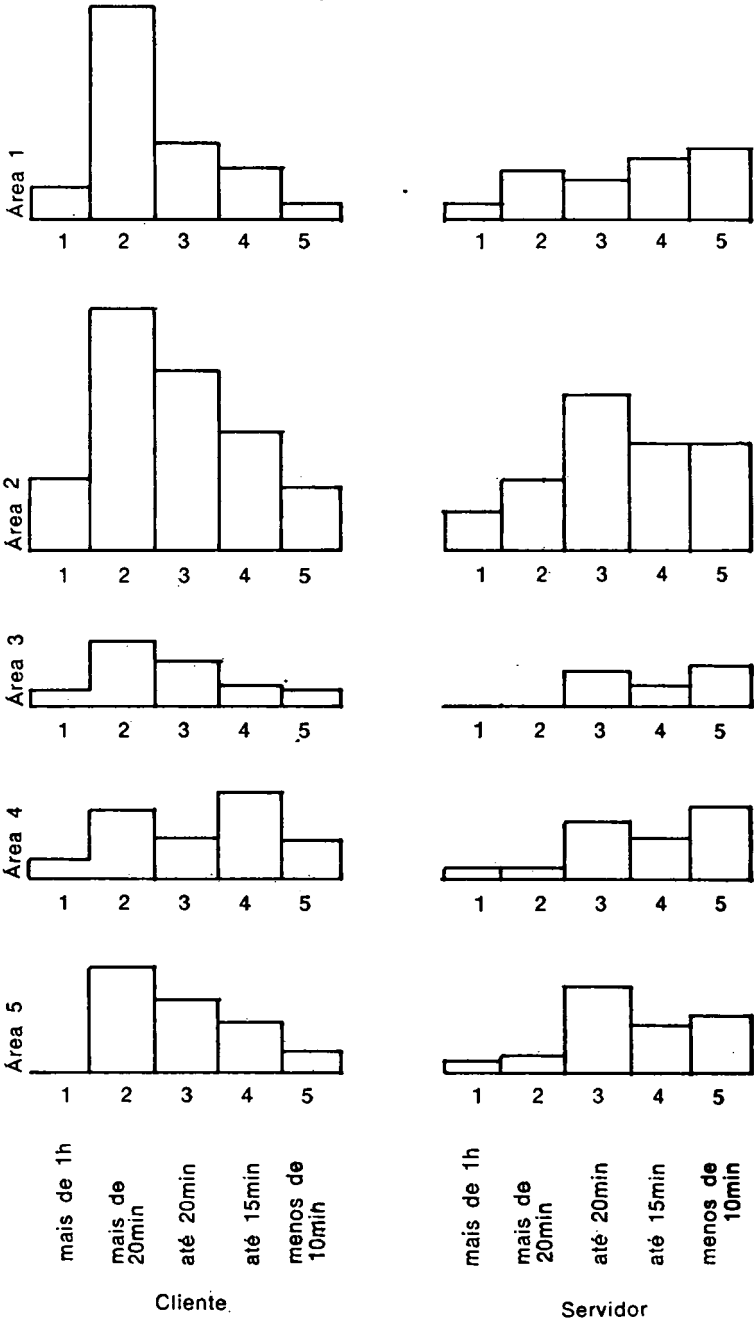 Área 1
1 2 3 4 5
1 2 3 4 5
Área 2
1 2 3 4 5
1 2 3 4 5
Área 3
1 2 3 4 5
1 2 3 4 5
Área 4
1 2 3 4 5
1 2 3 4 5
Área 5
1 2 3 4 5
1 2 3 4 5
mais de 1h
mais de
20min
até 20min
até 15min
menos de
10min
Cliente
mais de 1h
mais de
20min
até 20min
até 15min
menos de
10min
Servidor